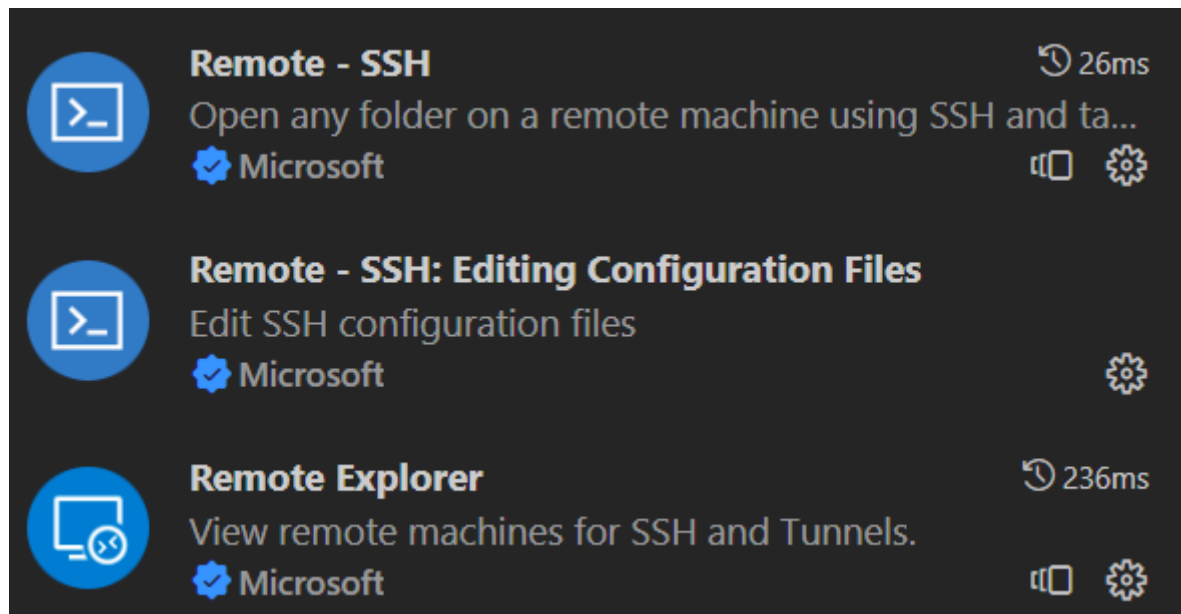 Remote - SSH
26ms
Open any folder on a remote machine using SSH and ta...
Microsoft
Remote - SSH: Editing Configuration Files
Edit SSH configuration files
Microsoft
Remote Explorer
236ms
View remote machines for SSH and Tunnels.
Microsoft